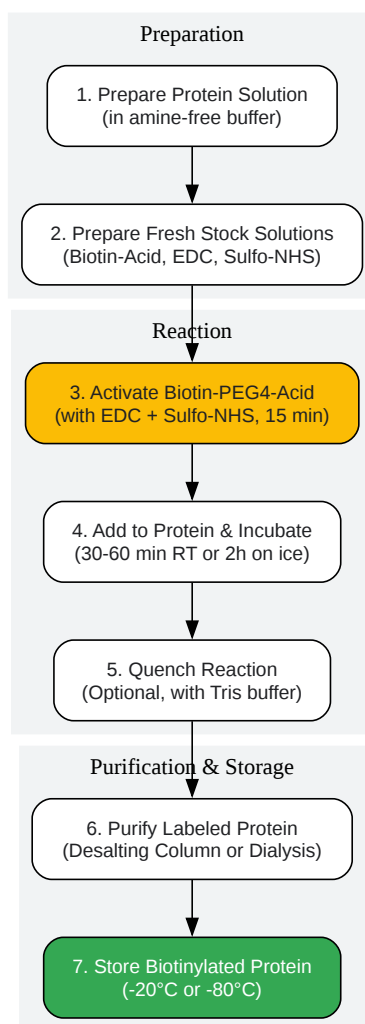 Preparation
1. Prepare Protein Solution
(in amine-free buffer)
2. Prepare Fresh Stock Solutions
(Biotin-Acid, EDC, Sulfo-NHS)
Reaction
3. Activate Biotin-PEG4-Acid
(with EDC + Sulfo-NHS, 15 min)
4. Add to Protein & Incubate
(30-60 min RT or 2h on ice)
5. Quench Reaction
(Optional, with Tris buffer)
Purification & Storage
6. Purify Labeled Protein
(Desalting Column or Dialysis)
7. Store Biotinylated Protein
(-20°C or -80°C)